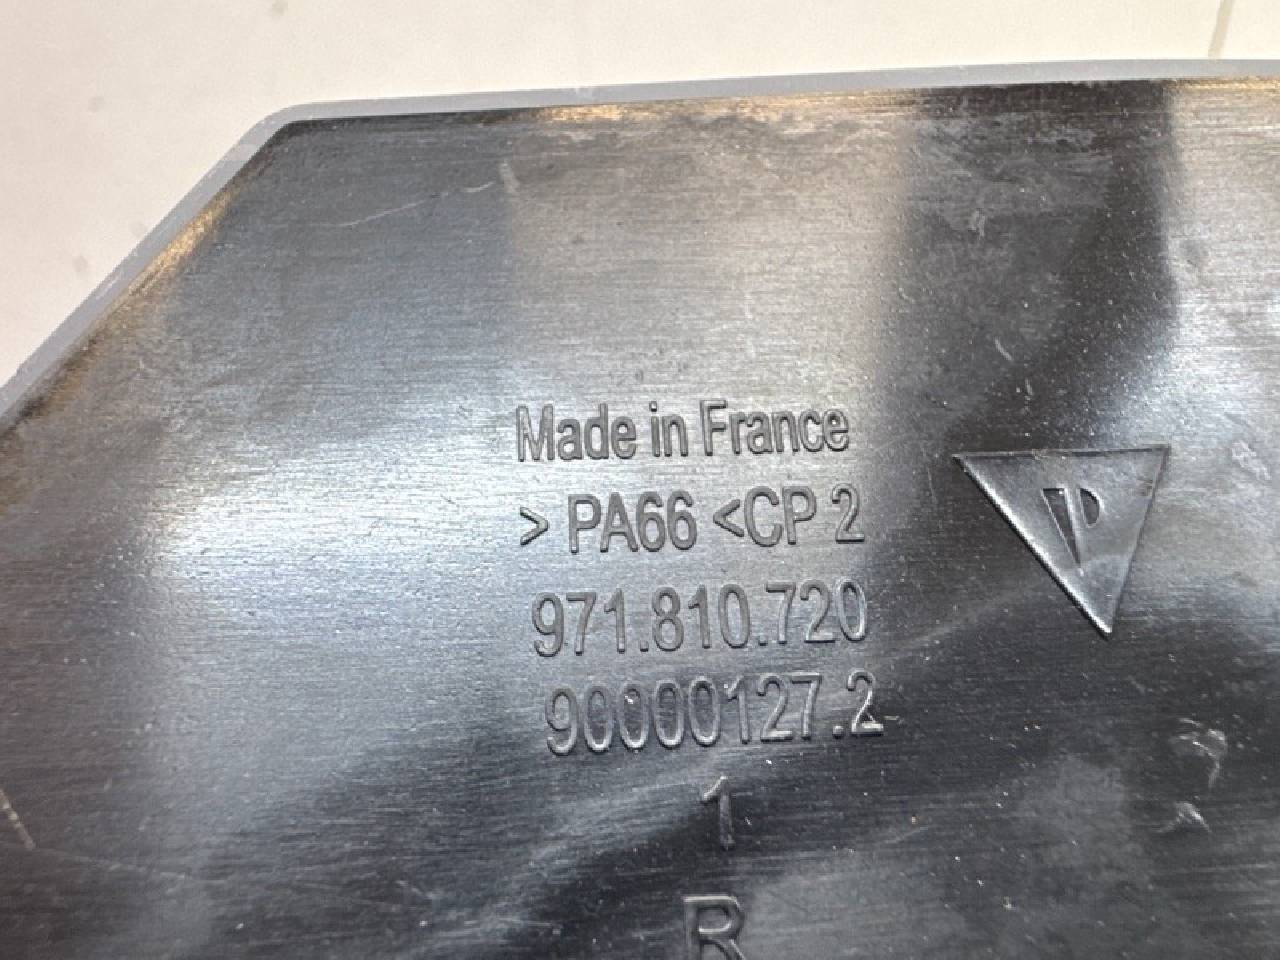 Made in France
> PA66 <CP 2
P
971.810.720
90000127.2
1
R